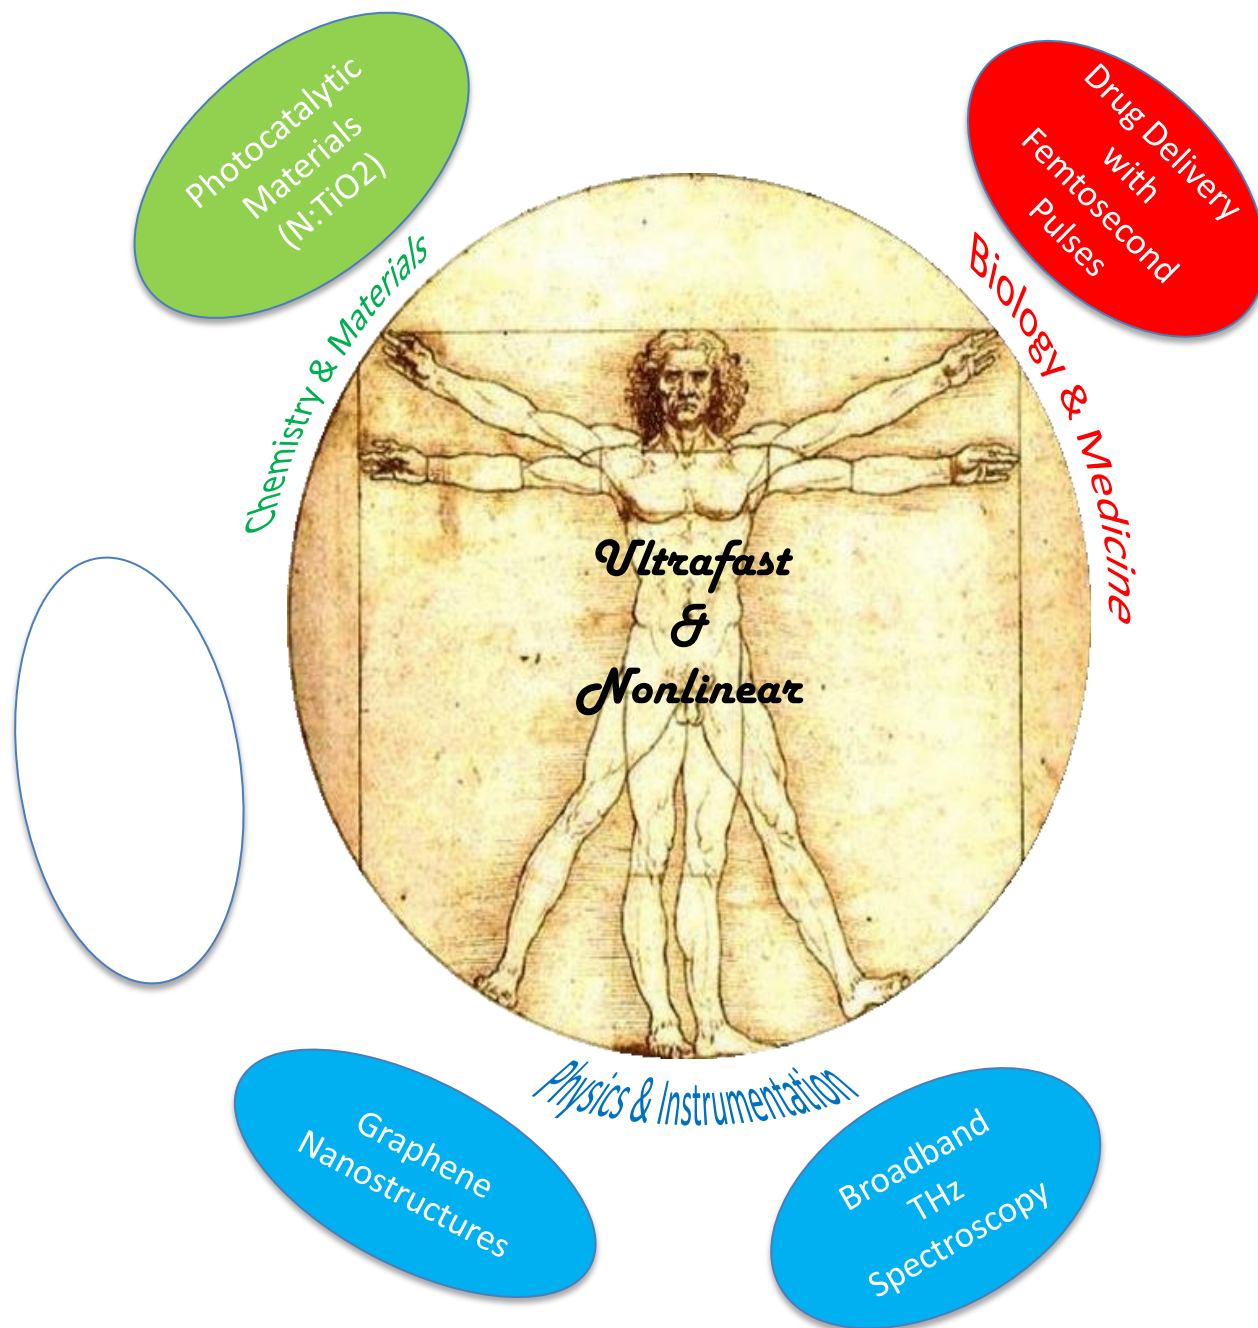 Photocatalytic
Materials
(N:TiO2)
Drug Delivery
with
Femtosecond
Pulses
Chemistry & Materials
Biology & Medicine
Ultrafast
&
Nonlinear
Physics & Instrumentation
Graphene
Nanostructures
Broadband
THz
Spectroscopy